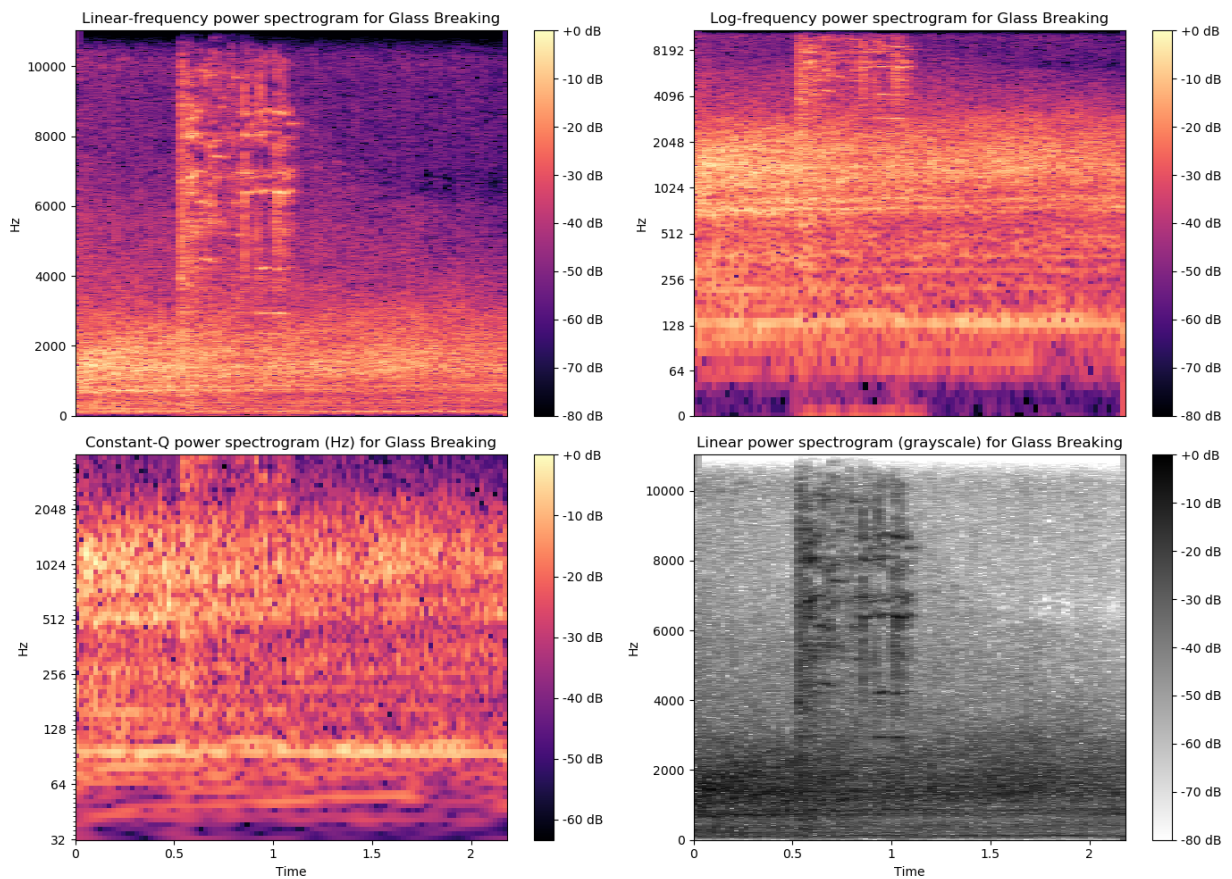 Linear-frequency power spectrogram for Glass Breaking
Hz
10000
8000
6000
4000
2000
0
+0 dB
-10 dB
-20 dB
-30 dB
-40 dB
-50 dB
-60 dB
-70 dB
-80 dB
Log-frequency power spectrogram for Glass Breaking
Hz
8192
4096
2048
1024
512
256
128
64
0
+0 dB
-10 dB
-20 dB
-30 dB
-40 dB
-50 dB
-60 dB
-70 dB
-80 dB
Constant-Q power spectrogram (Hz) for Glass Breaking
Hz
2048
1024
512
256
128
64
32
0
0.5
1
1.5
2
Time
+0 dB
-10 dB
-20 dB
-30 dB
-40 dB
-50 dB
-60 dB
Linear power spectrogram (grayscale) for Glass Breaking
Hz
10000
8000
6000
4000
2000
0
0
0.5
1
1.5
2
Time
+0 dB
-10 dB
-20 dB
-30 dB
-40 dB
-50 dB
-60 dB
-70 dB
-80 dB